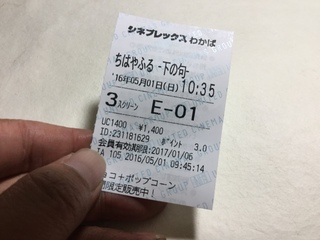 シネプレックスわかば
ちはやふる -下の句-
'16年05月01日(日) 10:35
3スクリーン E-01
UC1400 ¥1,400
ID:231181629 ポイント 3.0
会員有効期限:2017/01/06
TA 105 2016/05/01 09:45:14
コ+ポップコーン
限定販売中!